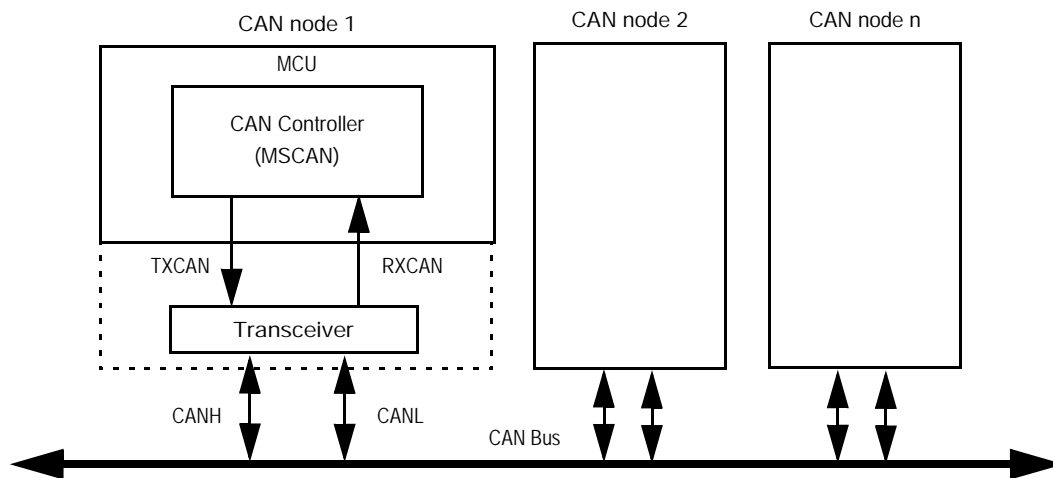 CAN node 1
CAN node 2
CAN node n
MCU
CAN Controller
(MSCAN)
TXCAN
RXCAN
Transceiver
CANH
CANL
CAN Bus